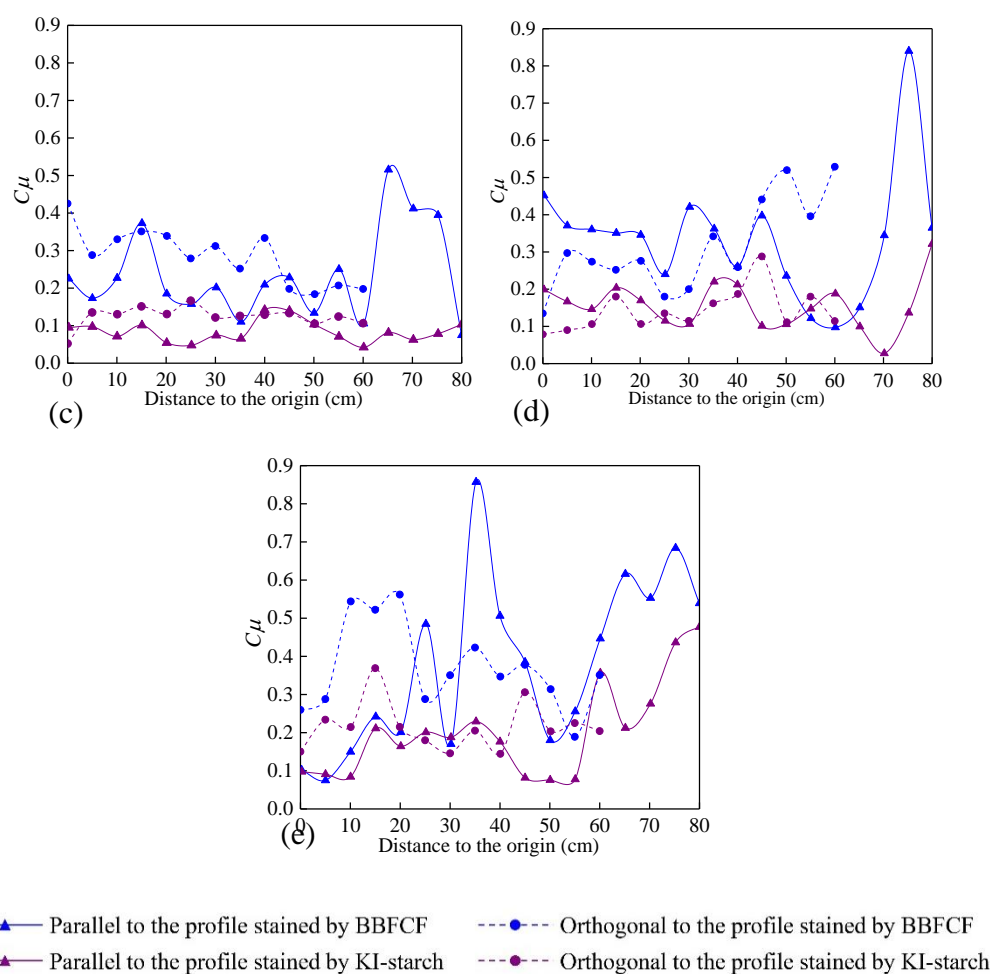 0.9
0.8
0.7
0.6
0.5
0.4
0.3
0.2
0.1
0.0
Cμ
0 10 20 30 40 50 60 70 80
Distance to the origin (cm)
(c)
0.9
0.8
0.7
0.6
0.5
0.4
0.3
0.2
0.1
0.0
Cμ
0 10 20 30 40 50 60 70 80
Distance to the origin (cm)
(d)
0.9
0.8
0.7
0.6
0.5
0.4
0.3
0.2
0.1
0.0
Cμ
0 10 20 30 40 50 60 70 80
Distance to the origin (cm)
(e)
Parallel to the profile stained by BBFCF
Orthogonal to the profile stained by BBFCF
Parallel to the profile stained by KI-starch
Orthogonal to the profile stained by KI-starch